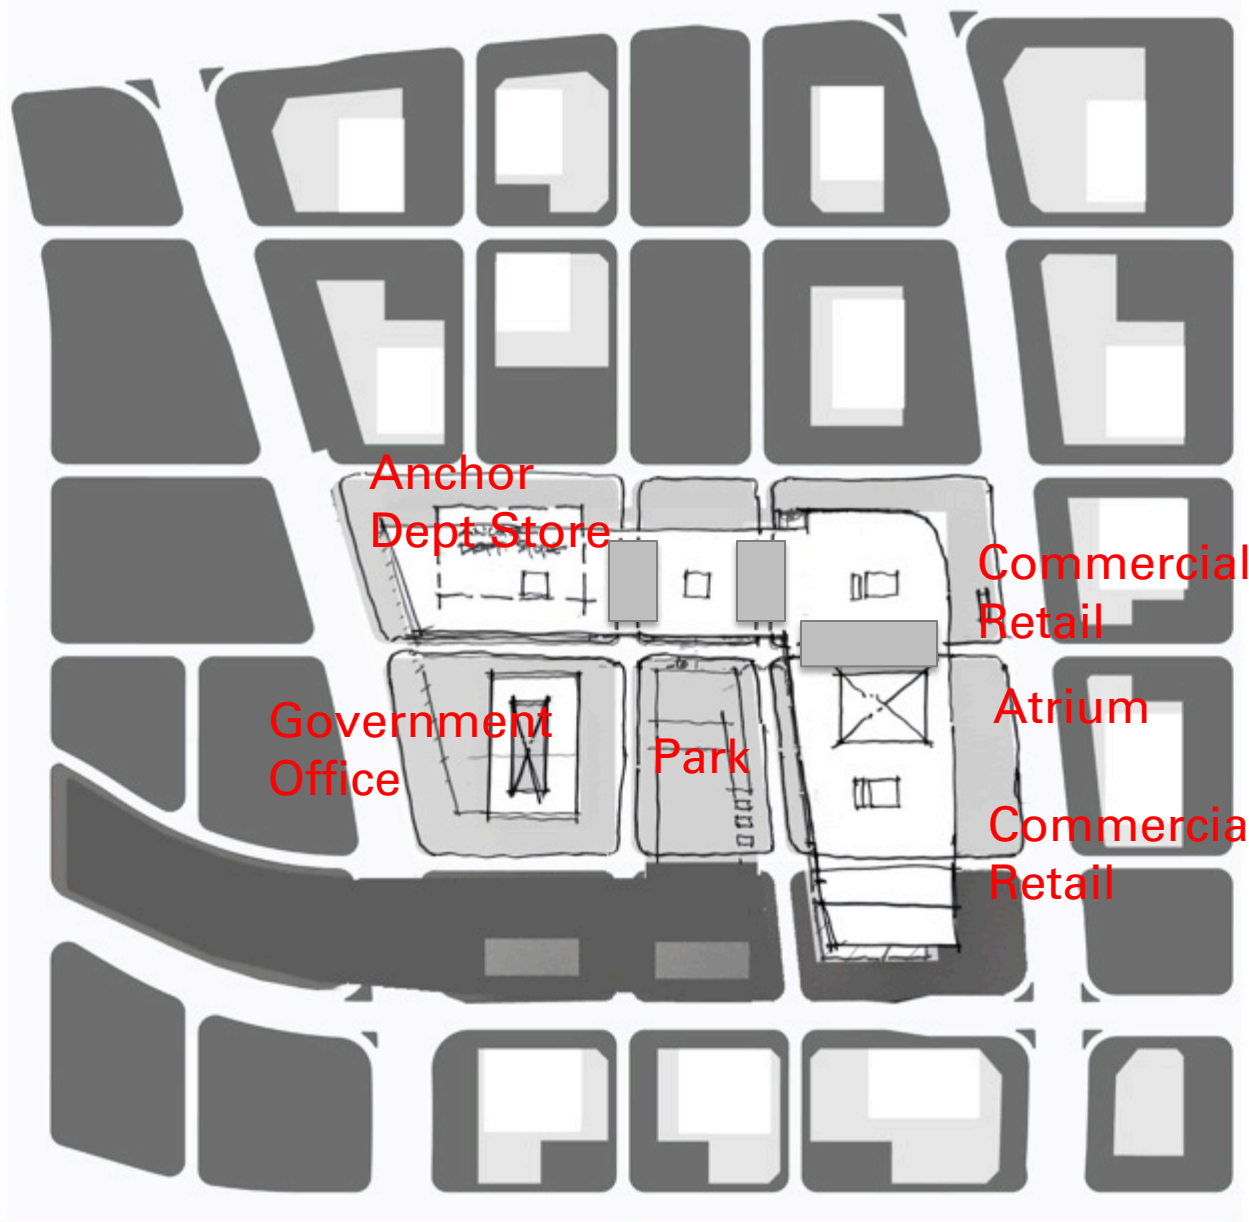 Anchor
Dept Store
Commercial
Retail
Government
Office
Park
Atrium
Commercia
Retail